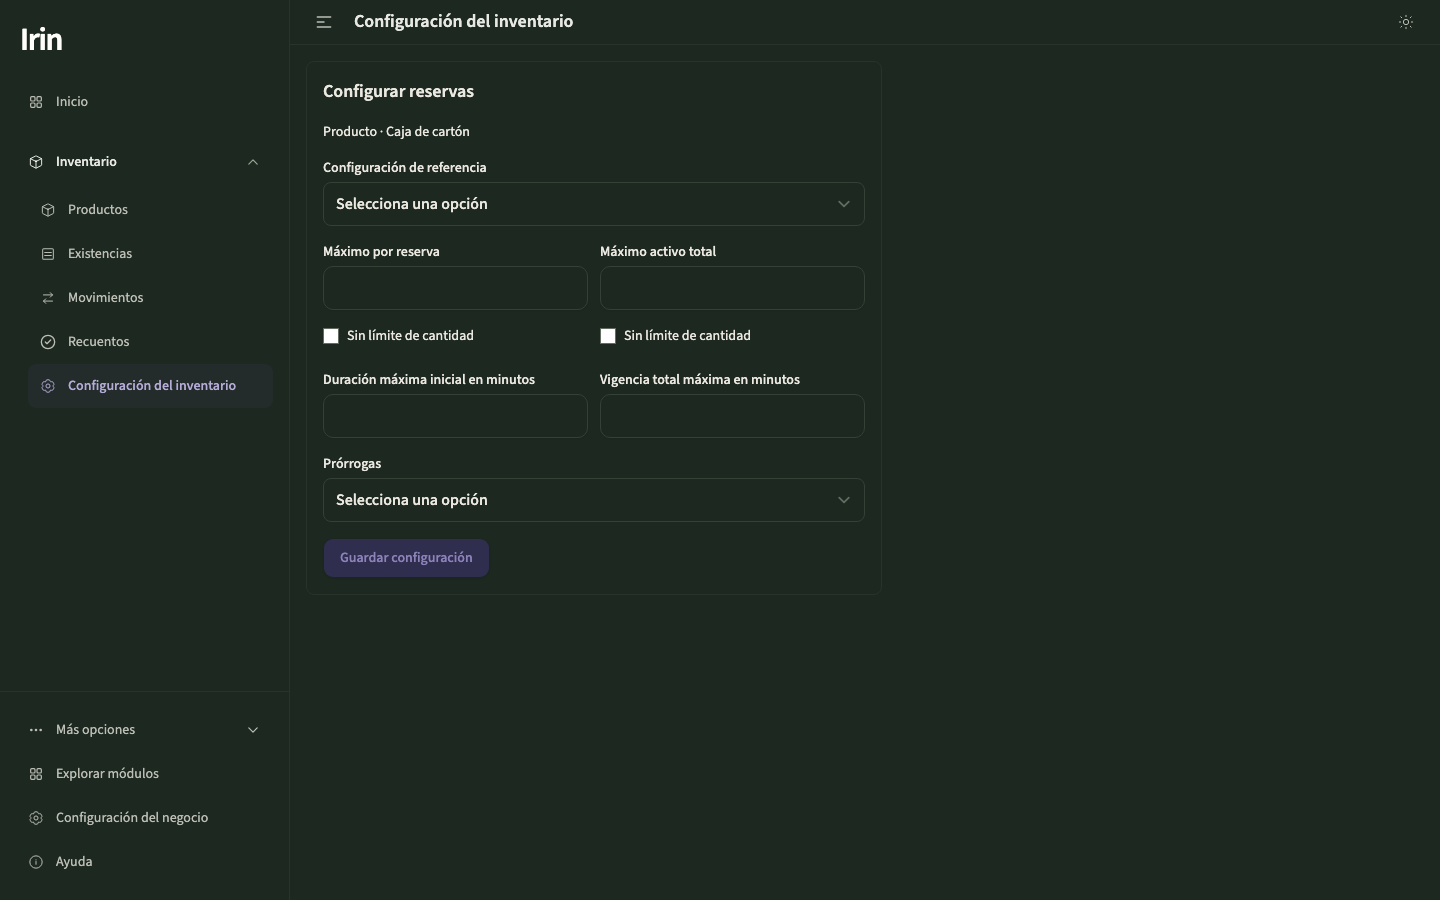 Irin
Configuración del inventario
Inicio
Inventario
Productos
Existencias
Movimientos
Recuentos
Configuración del inventario
Más opciones
Explorar módulos
Configuración del negocio
Ayuda
Configurar reservas
Producto · Caja de cartón
Configuración de referencia
Selecciona una opción
Máximo por reserva
Máximo activo total
Sin límite de cantidad
Sin límite de cantidad
Duración máxima inicial en minutos
Vigencia total máxima en minutos
Prórrogas
Selecciona una opción
Guardar configuración